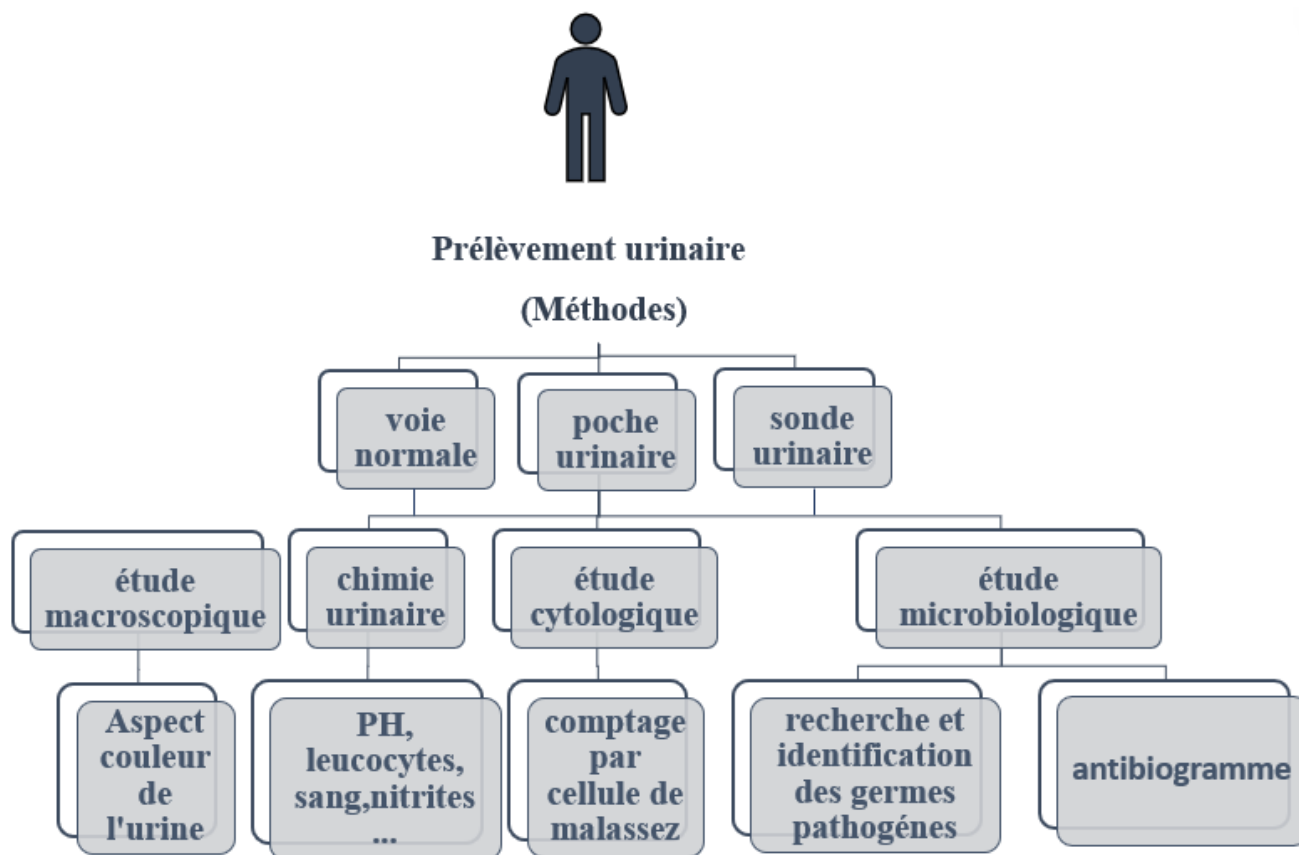 Prélèvement urinaire
(Méthodes)
voie
normale
poche
urinaire
sonde
urinaire
étude
macroscopique
chimie
urinaire
étude
cytologique
étude
microbiologique
Aspect
couleur
de
l'urine
PH,
leucocytes,
sang,nitrites
...
comptage
par
cellule de
malassez
recherche et
identification
des germes
pathogénes
antibiogramme